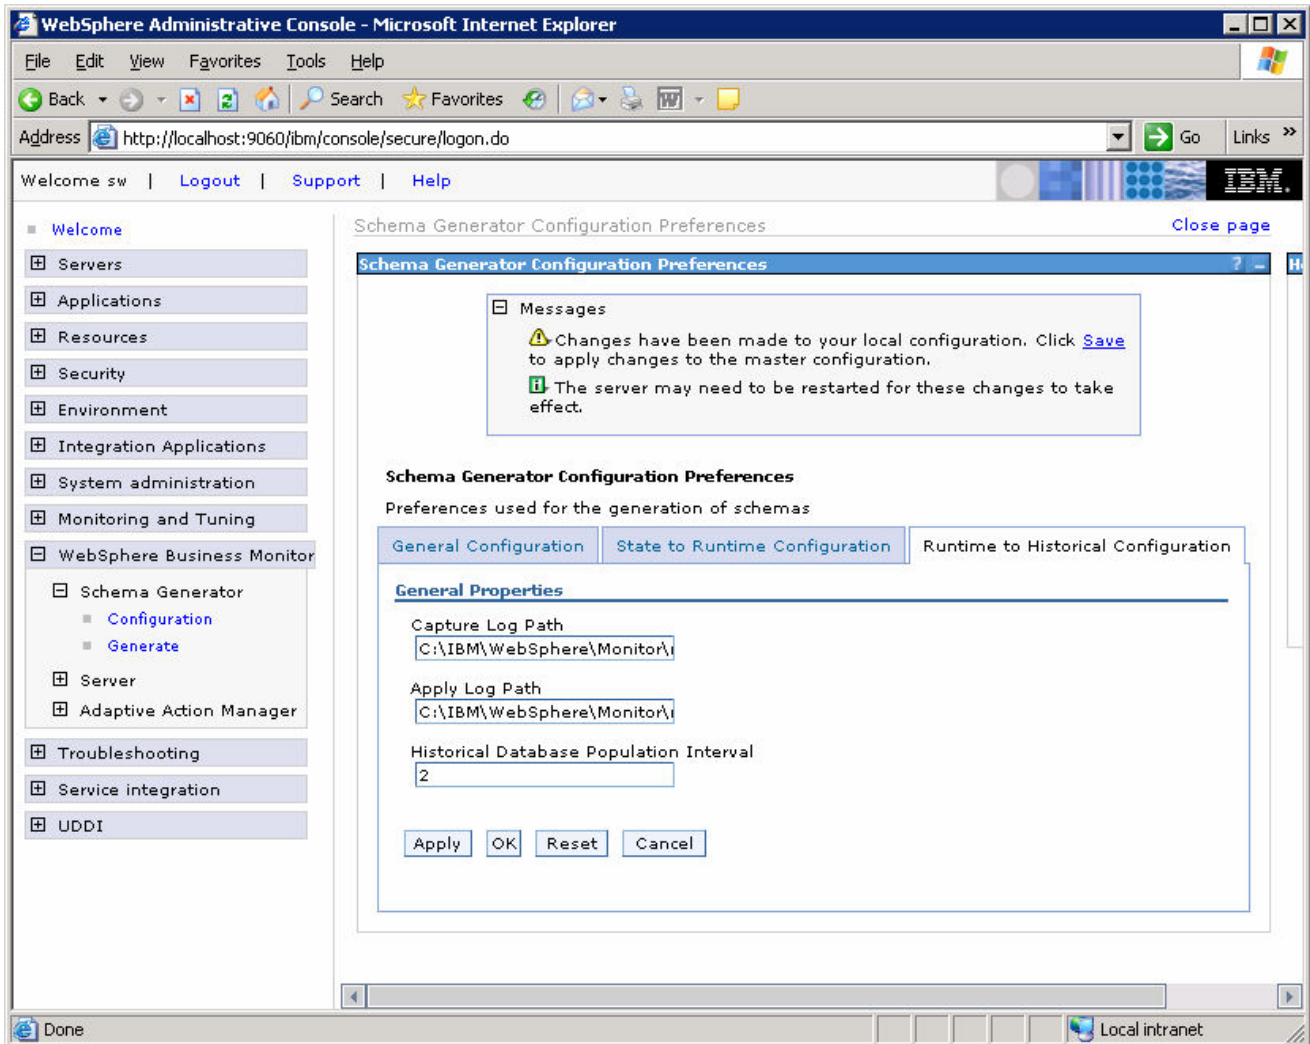 WebSphere Administrative Console - Microsoft Internet Explorer
File Edit View Favorites Tools Help
Back Search Favorites
Address http://localhost:9060/ibm/console/secure/logon.do Go Links »
Welcome sw | Logout | Support | Help IBM.
Welcome
Servers
Applications
Resources
Security
Environment
Integration Applications
System administration
Monitoring and Tuning
WebSphere Business Monitor
Schema Generator
Configuration
Generate
Server
Adaptive Action Manager
Troubleshooting
Service integration
UDDI
Schema Generator Configuration Preferences Close page
Schema Generator Configuration Preferences ? –
Messages
Changes have been made to your local configuration. Click Save
to apply changes to the master configuration.
The server may need to be restarted for these changes to take
effect.
Schema Generator Configuration Preferences
Preferences used for the generation of schemas
General Configuration State to Runtime Configuration Runtime to Historical Configuration
General Properties
Capture Log Path
C:\IBM\WebSphere\Monitor\
Apply Log Path
C:\IBM\WebSphere\Monitor\
Historical Database Population Interval
2
Apply OK Reset Cancel
Done Local intranet